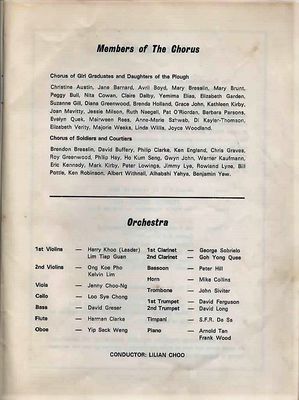 Members of The Chorus
Chorus of Girl Graduates and Daughters of the Plough
Christine Austin, Jane Barnard, Avril Boyd, Mary Bresslin, Mary Brunt,
Peggy Bull, Nita Cowan, Claire Dalby, Yemima Elias, Elizabeth Garden,
Suzanne Gill, Diana Greenwood, Brenda Holland, Grace John, Kathleen Kirby,
Joan Mavitty, Jessie Milson, Ruth Naegeli, Pat O'Riordan, Barbara Parsons,
Evelyn Quek, Mairween Rees, Anne-Marie Schwab, Di Kayler-Thomson,
Elizabeth Verity, Marjorie Weeks, Linda Willis, Joyce Woodland.
Chorus of Soldiers and Courtiers
Brendon Bresslin, David Buffery, Philip Clarke, Ken England, Chris Graves,
Roy Greenwood, Philip Hay, Ho Kum Seng, Gwyn John, Werner Kaufmann,
Eric Kennedy, Mark Kirby, Peter Lowings, Jimmy Lye, Rowland Lyne, Bill
Pottle, Ken Robinson, Albert Withnall, Alhabshi Yahya, Benjamin Yew.
Orchestra
1st Violins — Harry Khoo (Leader)
Lim Tiap Guan
2nd Violins — Ong Kee Pho
Kelvin Lim
Viola — Jenny Choo-Ng
Cello — Loo Sye Chong
Bass — David Greser
Flute — Harman Clarke
Oboe — Yip Sack Weng
1st Clarinet — George Sobrielo
2nd Clarinet — Goh Yong Quee
Bassoon — Peter Hill
Horn — Mike Collins
Trombone — John Siviter
1st Trumpet — David Ferguson
2nd Trumpet — David Long
Timpani — S.F.R. Da Sa
Piano — Arnold Tan
Frank Wood
CONDUCTOR: LILIAN CHOO